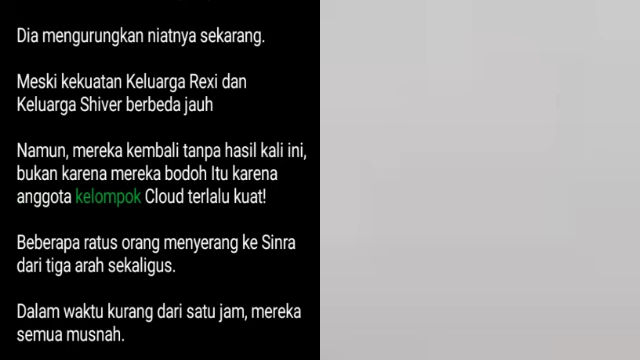 Dia mengurungkan niatnya sekarang.
Meski kekuatan Keluarga Rexi dan
Keluarga Shiver berbeda jauh
Namun, mereka kembali tanpa hasil kali ini,
bukan karena mereka bodoh Itu karena
anggota kelompok Cloud terlalu kuat!
Beberapa ratus orang menyerang ke Sinra
dari tiga arah sekaligus.
Dalam waktu kurang dari satu jam, mereka
semua musnah.